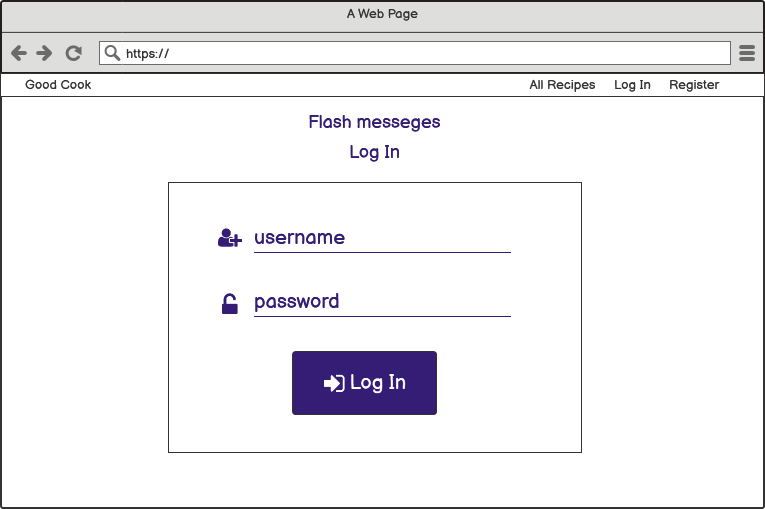 A Web Page
https://
Good Cook All Recipes Log In Register
Flash messeges
Log In
username
password
Log In